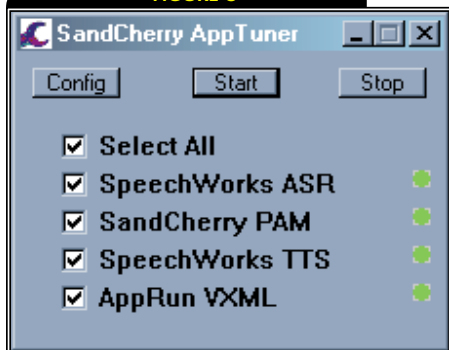 SandCherry AppTuner
Config Start Stop
Select All
SpeechWorks ASR
SandCherry PAM
SpeechWorks TTS
AppRun VXML